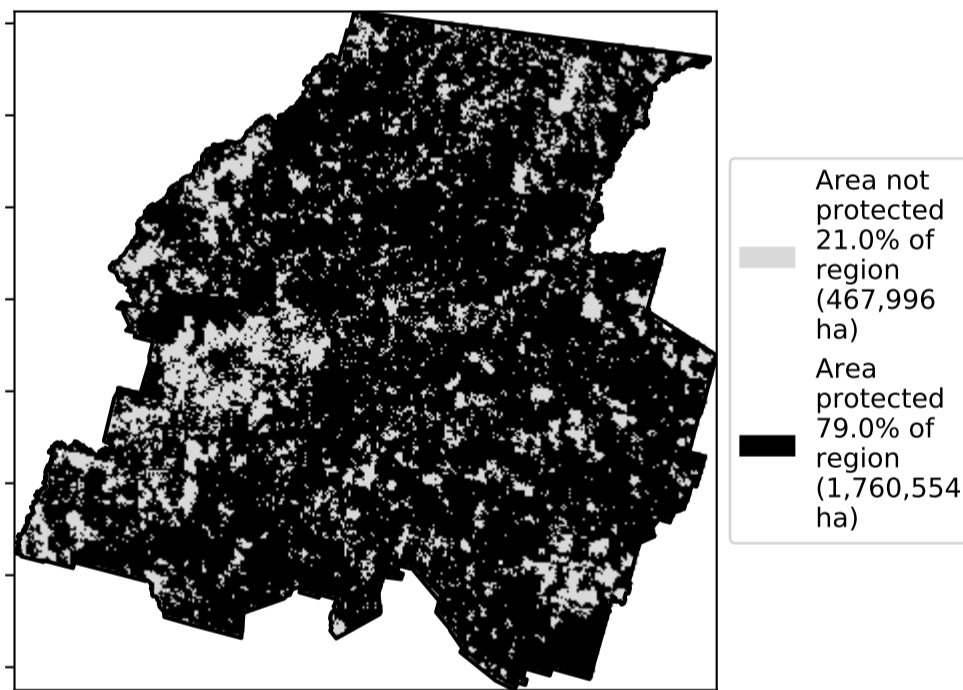 Area not
protected
21.0% of
region
(467,996
ha)
Area
protected
79.0% of
region
(1,760,554
ha)